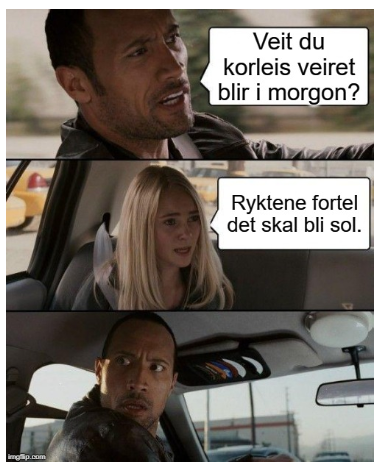 Veit du
korleis veiret
blir i morgon?
Ryktene fortel
det skal bli sol.
imgflip.com